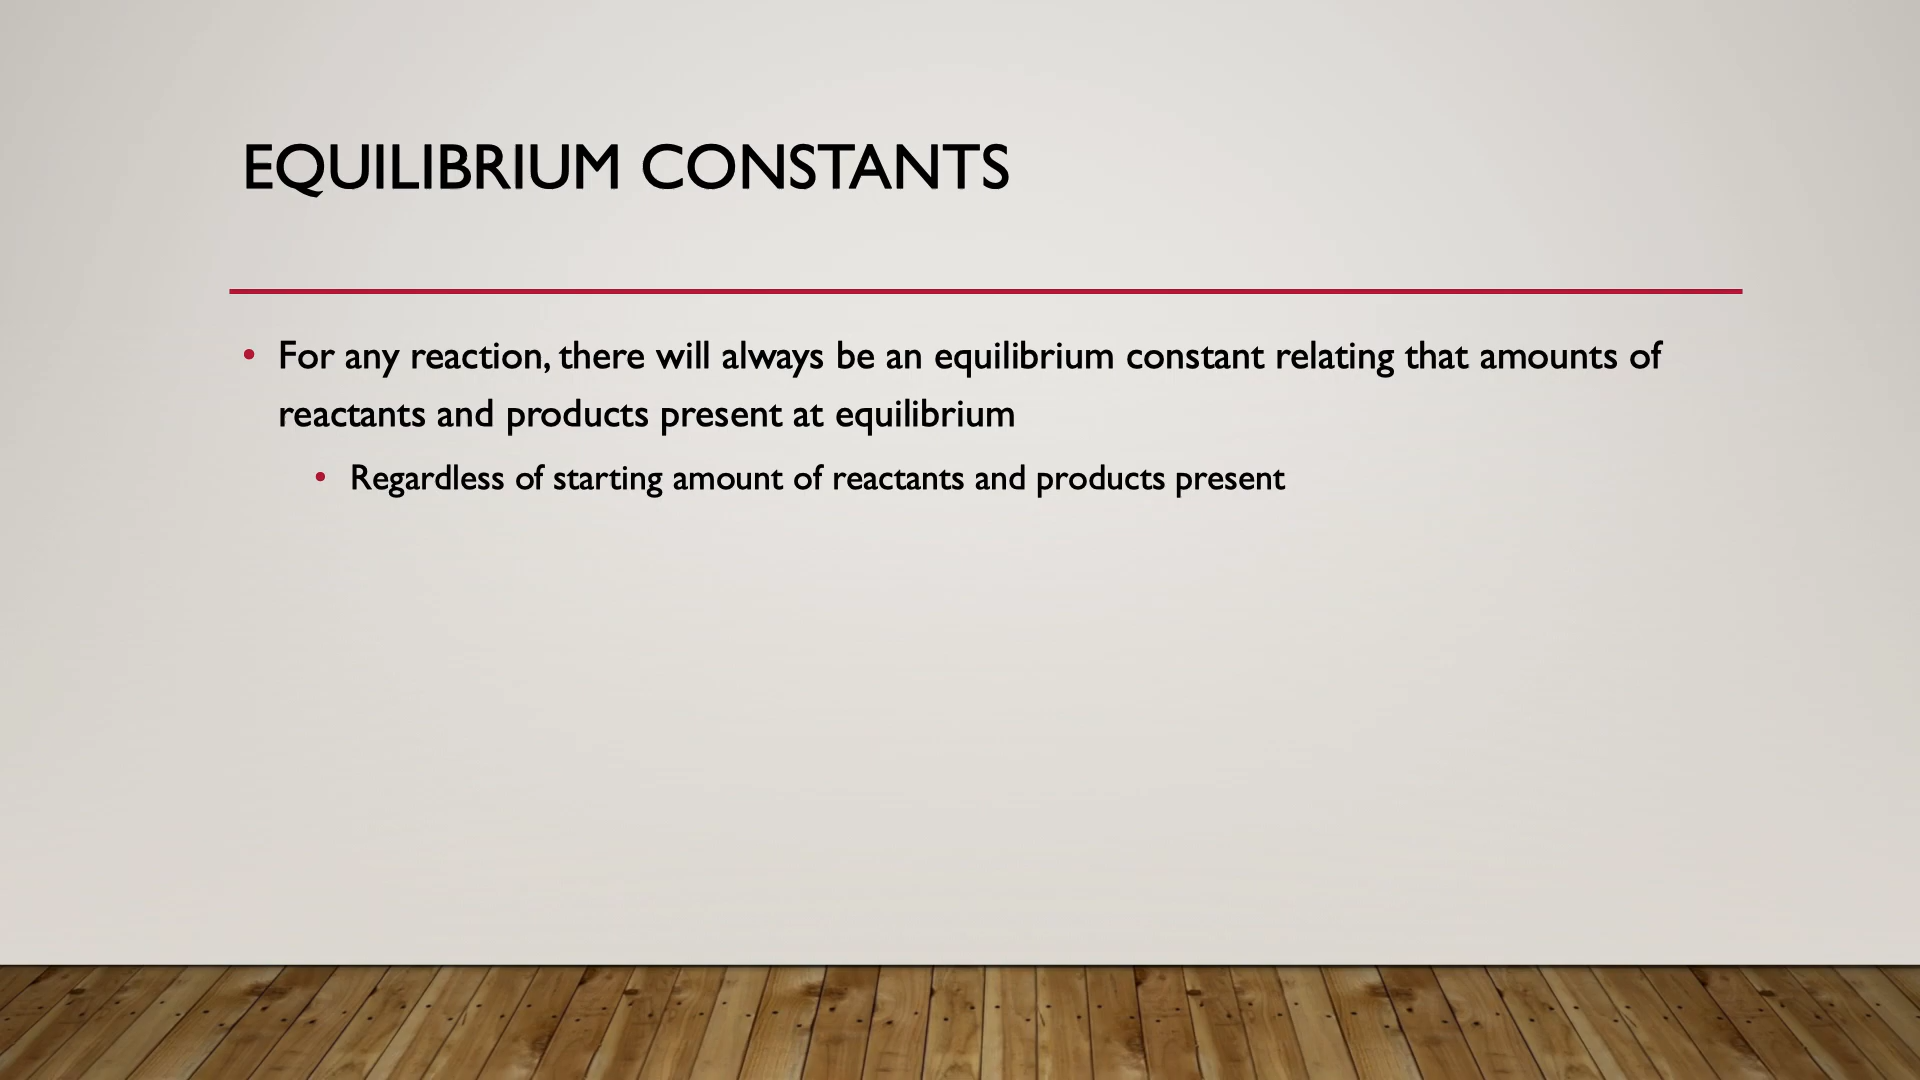 EQUILIBRIUM CONSTANTS
• For any reaction, there will always be an equilibrium constant relating that amounts of
reactants and products present at equilibrium
• Regardless of starting amount of reactants and products present